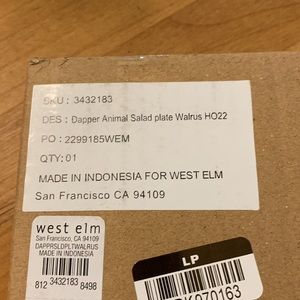 SKU : 3432183
DES : Dapper Animal Salad plate Walrus HO22
PO : 2299185WEM
QTY: 01
MADE IN INDONESIA FOR WEST ELM
San Francisco CA 94109
west elm
San Francisco, CA 94109
DAPPRSLDPLTWALRUS
MADE IN INDONESIA
812 3432183 8498
LP